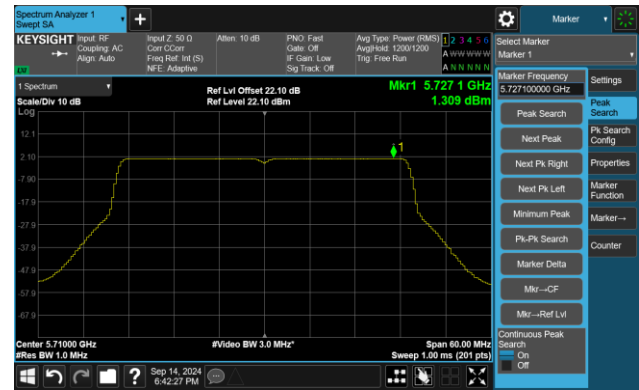 Spectrum Analyzer 1
Swept SA
Marker
KEYSIGHT
Input: RF
Coupling: AC
Align: Auto
Input Z: 50 Ω
Corr CCorr
Freq Ref: Int (S)
NFE: Adaptive
Atten: 10 dB
PNO: Fast
Gate: Off
IF Gain: Low
Sig Track: Off
Avg Type: Power (RMS)
Avg|Hold: 1200/1200
Trig: Free Run
1 2 3 4 5 6
A W W W W W
A N N N N N
Select Marker
Marker 1
1 Spectrum
Scale/Div 10 dB
Log
Ref Lvl Offset 22.10 dB
Ref Level 22.10 dBm
Mkr1 5.727 1 GHz
1.309 dBm
12.1
2.10
-7.90
-17.9
-27.9
-37.9
-47.9
-57.9
-67.9
1
Center 5.71000 GHz
#Res BW 1.0 MHz
#Video BW 3.0 MHz*
Span 60.00 MHz
Sweep 1.00 ms (201 pts)
Marker Frequency
5.727100000 GHz
Peak Search
Next Peak
Next Pk Right
Next Pk Left
Minimum Peak
Pk-Pk Search
Marker Delta
Mkr→CF
Mkr→Ref Lvl
Continuous Peak
Search
On
Off
Settings
Peak
Search
Pk Search
Config
Properties
Marker
Function
Marker→
Counter
?
Sep 14, 2024
6:42:27 PM